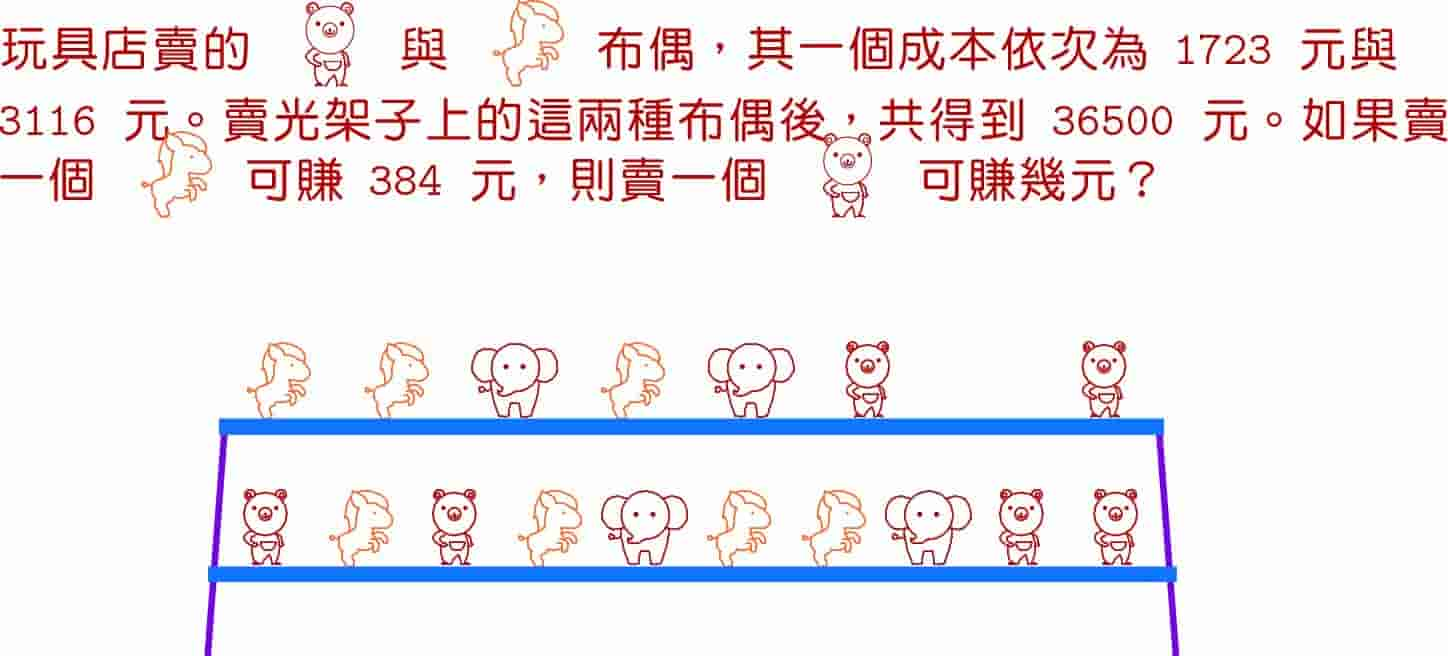 玩具店賣的 與 布偶，其一個成本依次為 1723 元與
3116 元。賣光架子上的這兩種布偶後，共得到 36500 元。如果賣
一個 可賺 384 元，則賣一個 可賺幾元？